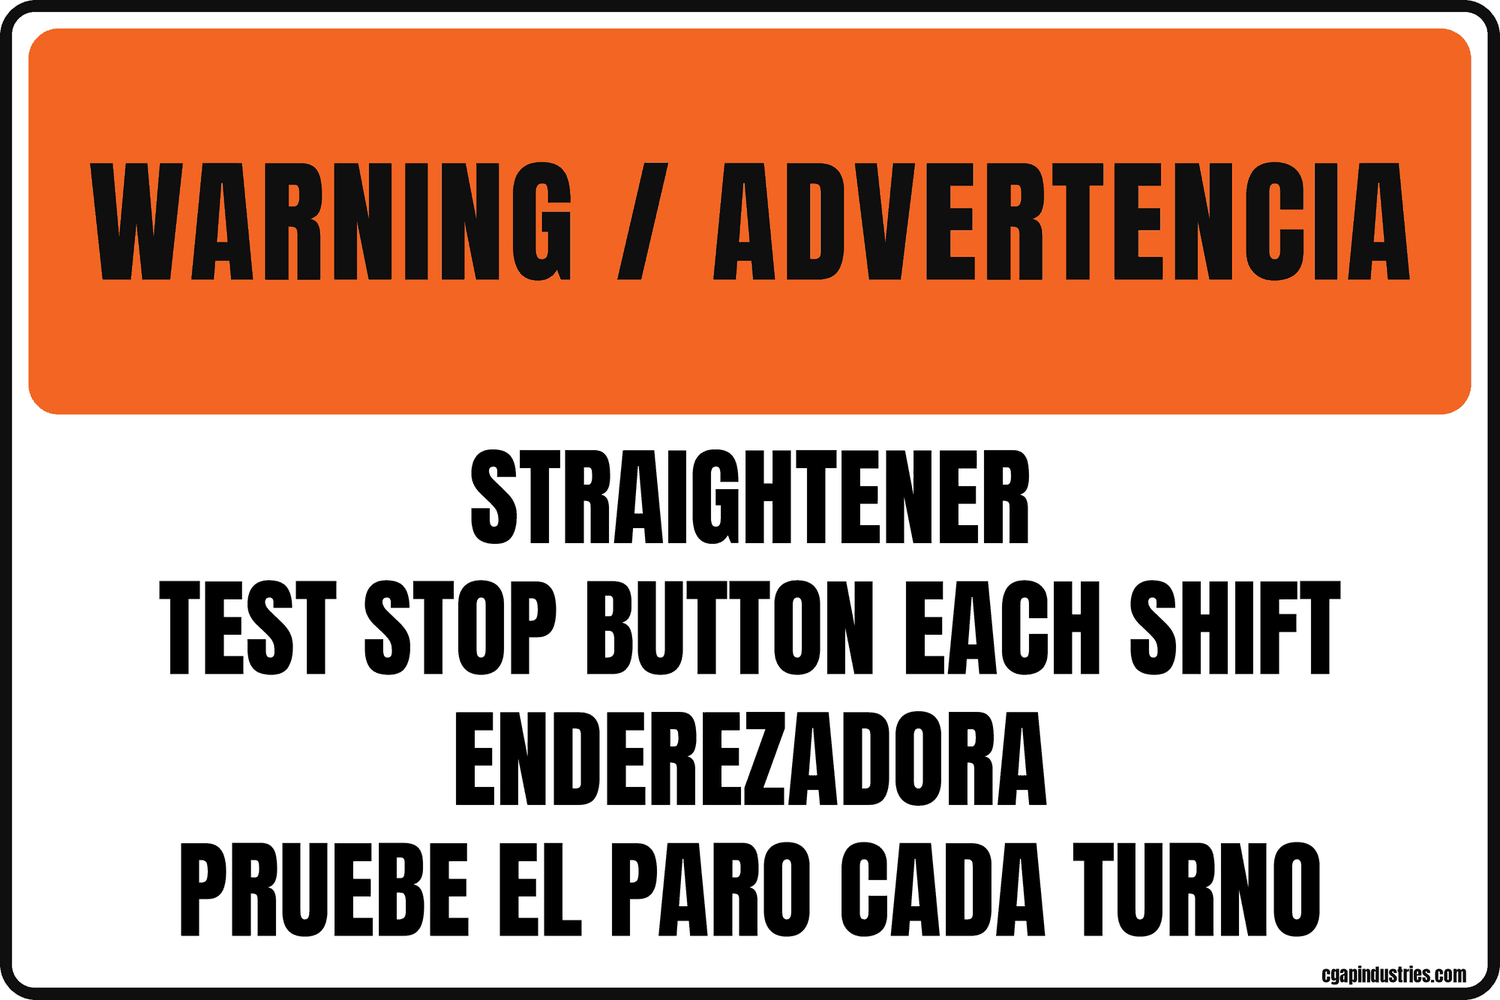 WARNING / ADVERTENCIA
STRAIGHTENER
TEST STOP BUTTON EACH SHIFT
ENDEREZADORA
PRUEBE EL PARO CADA TURNO
cgapindustries.com